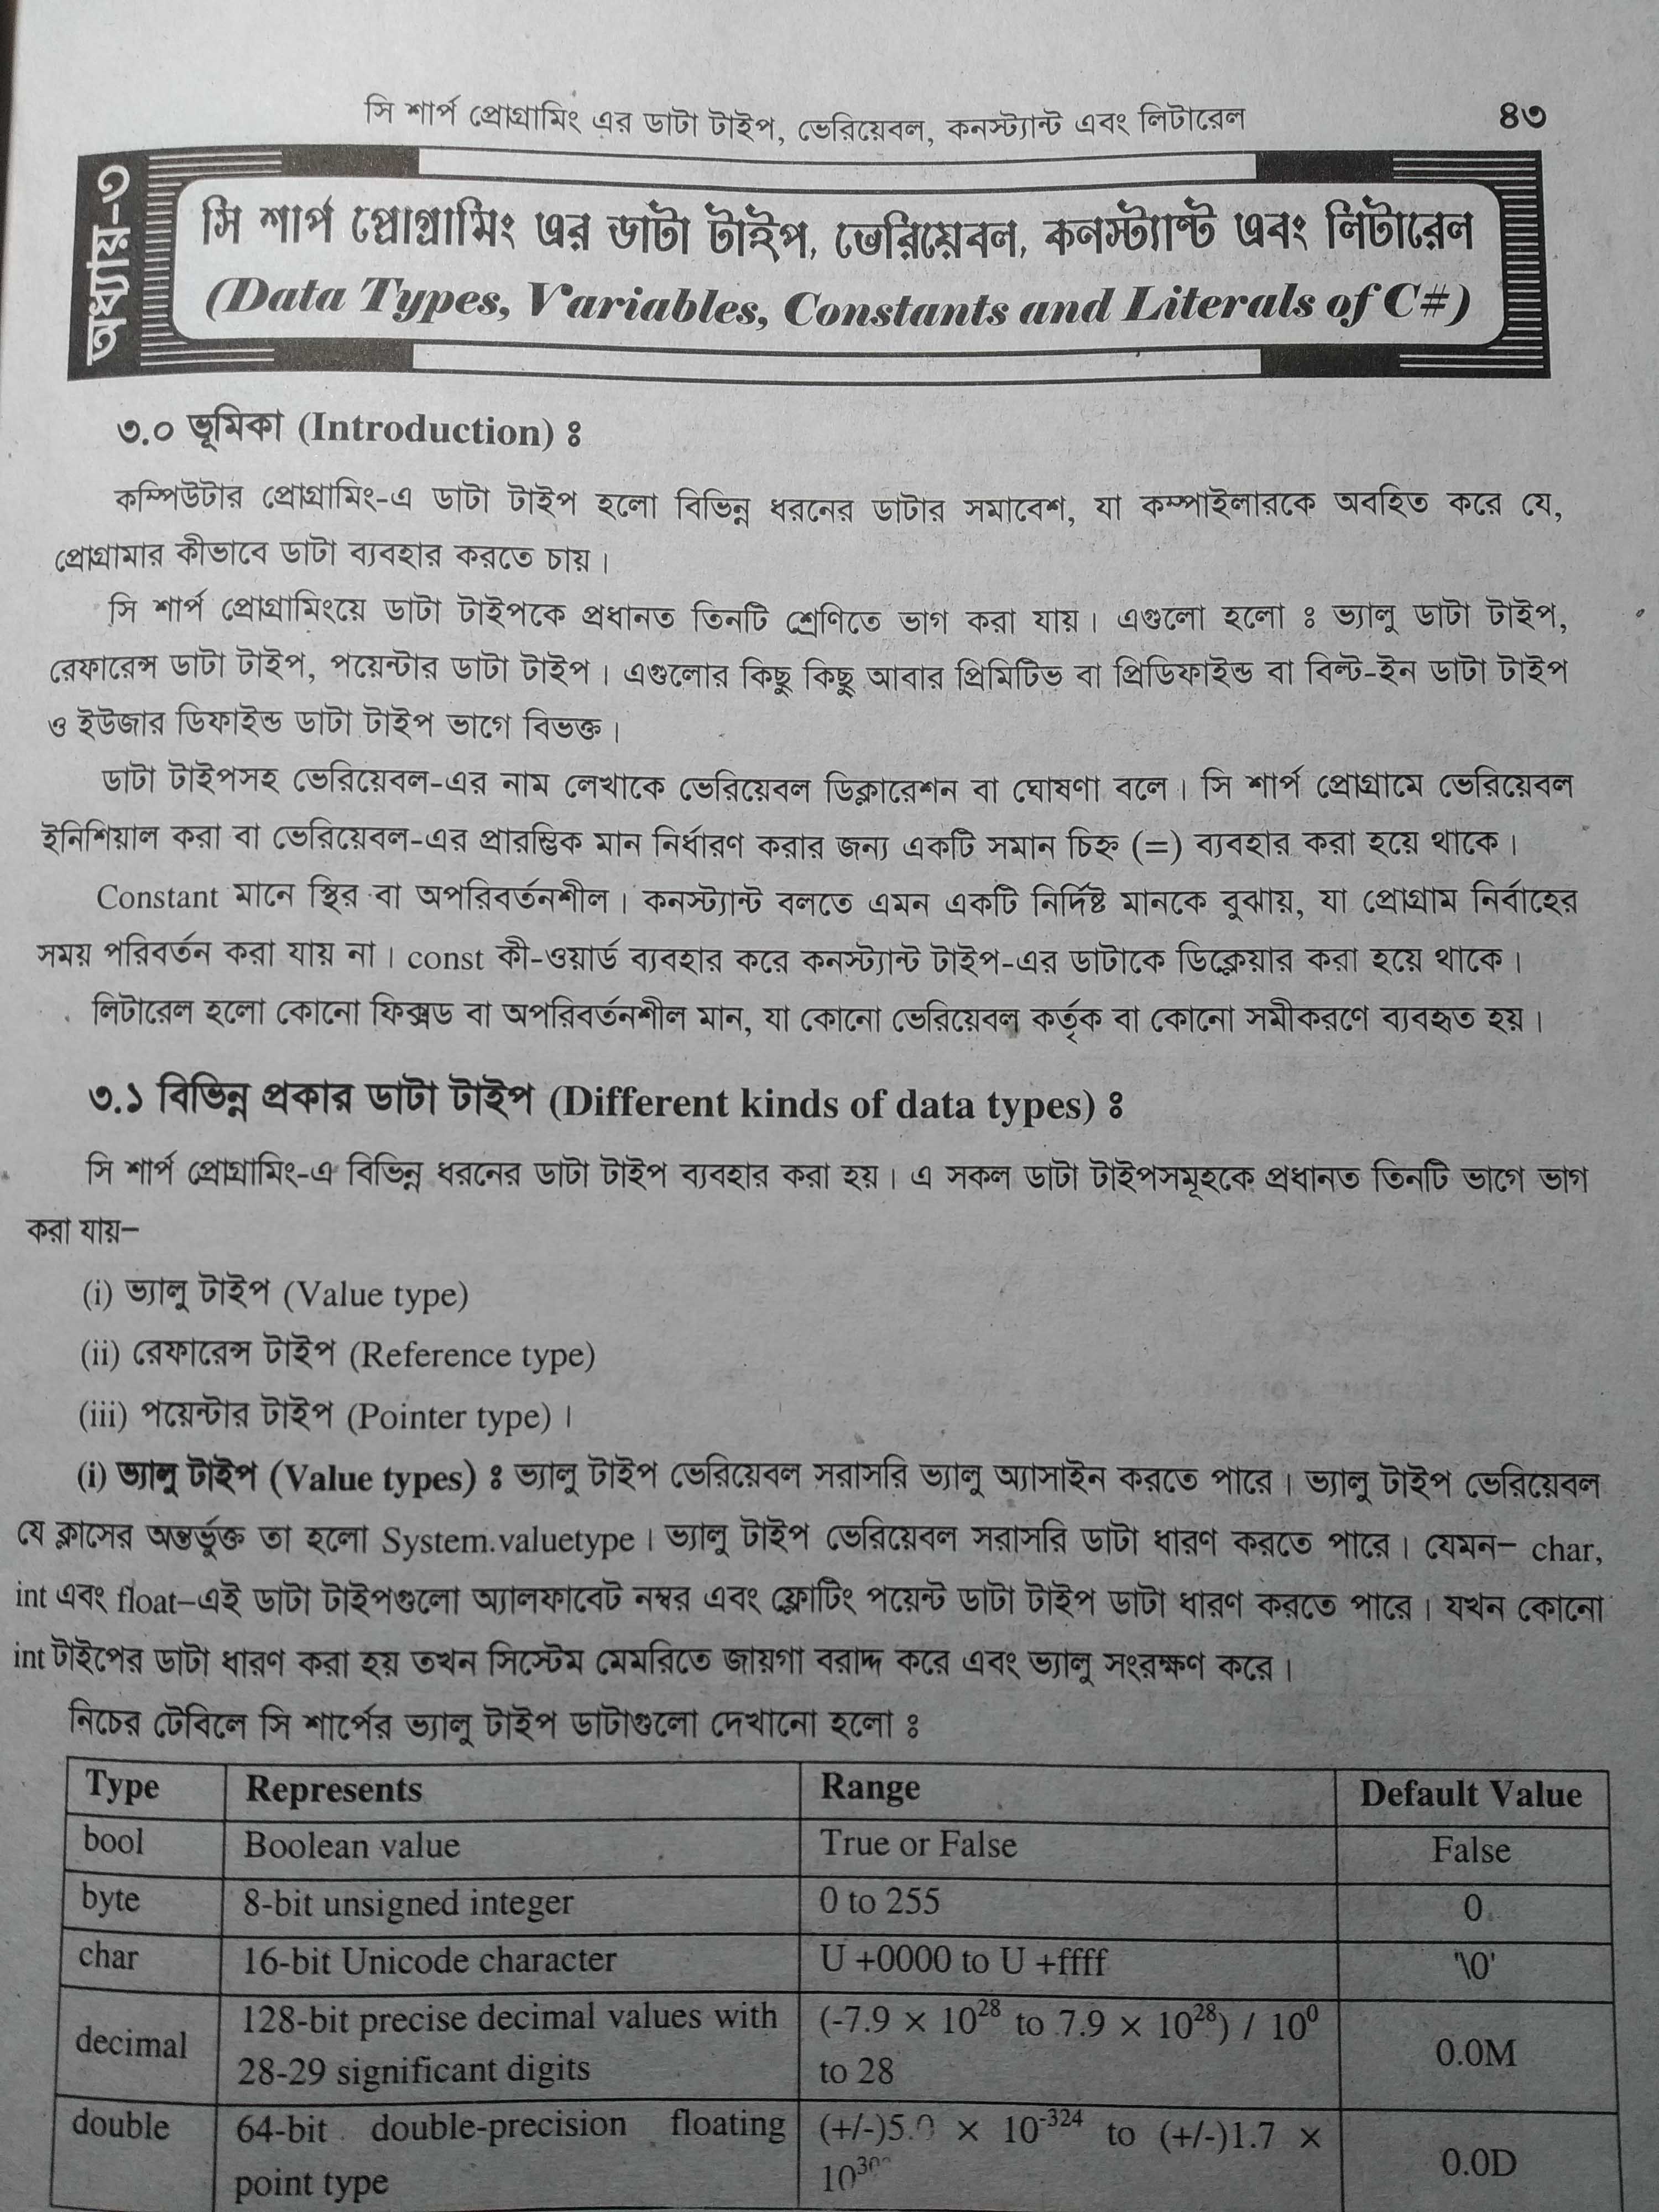 সি শার্প প্রোগ্রামিং এর ডাটা টাইপ, ভেরিয়েবল, কনস্ট্যান্ট এবং লিটারেল ৪৩
অধ্যায়-৩
সি শার্প প্রোগ্রামিং এর ডাটা টাইপ, ভেরিয়েবল, কনস্ট্যান্ট এবং লিটারেল
(Data Types, Variables, Constants and Literals of C#)
৩.০ ভূমিকা (Introduction) ঃ
কম্পিউটার প্রোগ্রামিং-এ ডাটা টাইপ হলো বিভিন্ন ধরনের ডাটার সমাবেশ, যা কম্পাইলারকে অবহিত করে যে,
প্রোগ্রামার কীভাবে ডাটা ব্যবহার করতে চায়।
সি শার্প প্রোগ্রামিংয়ে ডাটা টাইপকে প্রধানত তিনটি শ্রেণিতে ভাগ করা যায়। এগুলো হলো ঃ ভ্যালু ডাটা টাইপ,
রেফারেন্স ডাটা টাইপ, পয়েন্টার ডাটা টাইপ। এগুলোর কিছু কিছু আবার প্রিমিটিভ বা প্রিডিফাইন্ড বা বিল্ট-ইন ডাটা টাইপ
ও ইউজার ডিফাইন্ড ডাটা টাইপ ভাগে বিভক্ত।
ডাটা টাইপসহ ভেরিয়েবল-এর নাম লেখাকে ভেরিয়েবল ডিক্লারেশন বা ঘোষণা বলে। সি শার্প প্রোগ্রামে ভেরিয়েবল
ইনিশিয়াল করা বা ভেরিয়েবল-এর প্রারম্ভিক মান নির্ধারণ করার জন্য একটি সমান চিহ্ন (=) ব্যবহার করা হয়ে থাকে।
Constant মানে স্থির বা অপরিবর্তনশীল। কনস্ট্যান্ট বলতে এমন একটি নির্দিষ্ট মানকে বুঝায়, যা প্রোগ্রাম নির্বাহের
সময় পরিবর্তন করা যায় না। const কী-ওয়ার্ড ব্যবহার করে কনস্ট্যান্ট টাইপ-এর ডাটাকে ডিক্লেয়ার করা হয়ে থাকে।
লিটারেল হলো কোনো ফিক্সড বা অপরিবর্তনশীল মান, যা কোনো ভেরিয়েবল কর্তৃক বা কোনো সমীকরণে ব্যবহৃত হয়।
৩.১ বিভিন্ন প্রকার ডাটা টাইপ (Different kinds of data types) ঃ
সি শার্প প্রোগ্রামিং-এ বিভিন্ন ধরনের ডাটা টাইপ ব্যবহার করা হয়। এ সকল ডাটা টাইপসমূহকে প্রধানত তিনটি ভাগে ভাগ
করা যায়–
(i) ভ্যালু টাইপ (Value type)
(ii) রেফারেন্স টাইপ (Reference type)
(iii) পয়েন্টার টাইপ (Pointer type)।
(i) ভ্যালু টাইপ (Value types) ঃ ভ্যালু টাইপ ভেরিয়েবল সরাসরি ভ্যালু অ্যাসাইন করতে পারে। ভ্যালু টাইপ ভেরিয়েবল
যে ক্লাসের অন্তর্ভুক্ত তা হলো System.valuetype। ভ্যালু টাইপ ভেরিয়েবল সরাসরি ডাটা ধারণ করতে পারে। যেমন– char,
int এবং float–এই ডাটা টাইপগুলো অ্যালফাবেট নম্বর এবং ফ্লোটিং পয়েন্ট ডাটা টাইপ ডাটা ধারণ করতে পারে। যখন কোনো
int টাইপের ডাটা ধারণ করা হয় তখন সিস্টেম মেমরিতে জায়গা বরাদ্দ করে এবং ভ্যালু সংরক্ষণ করে।
নিচের টেবিলে সি শার্পের ভ্যালু টাইপ ডাটাগুলো দেখানো হলো ঃ
Type Represents Range Default Value
bool Boolean value True or False False
byte 8-bit unsigned integer 0 to 255 0
char 16-bit Unicode character U +0000 to U +ffff '\0'
decimal 128-bit precise decimal values with (-7.9 × 10²⁸ to 7.9 × 10²⁸) / 10⁰ 0.0M
28-29 significant digits to 28
double 64-bit double-precision floating (+/-)5.0 × 10⁻³²⁴ to (+/-)1.7 × 0.0D
point type